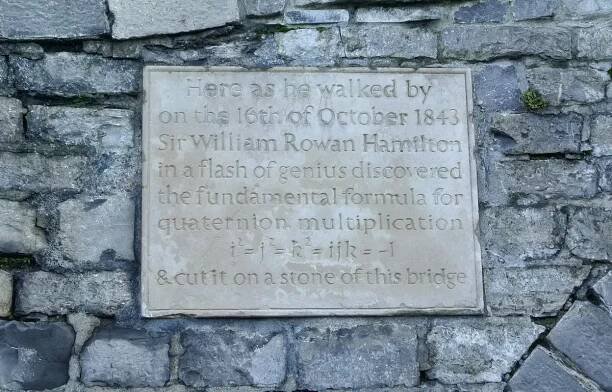 Here as he walked by
on the 16th of October 1843
Sir William Rowan Hamilton
in a flash of genius discovered
the fundamental formula for
quaternion multiplication
i² = j² = k² = ijk = -1
& cut it on a stone of this bridge